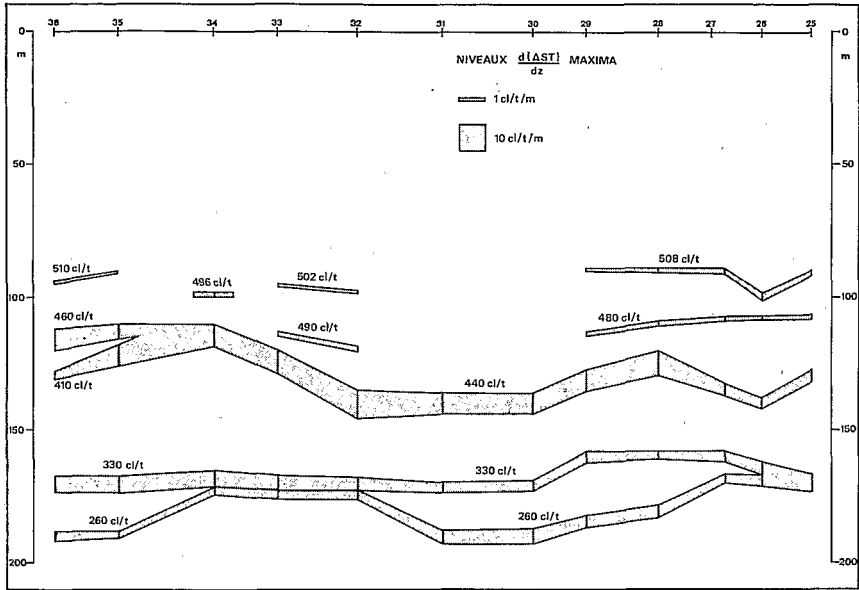 36 35 34 33 32 31 30 29 28 27 26 25
0 0
m m
NIVEAUX d(ΔST)/dz MAXIMA
1 cl/t/m
10 cl/t/m
50 50
510 cl/t
496 cl/t
502 cl/t
508 cl/t
100 100
460 cl/t
490 cl/t
480 cl/t
410 cl/t
440 cl/t
150 150
330 cl/t
330 cl/t
260 cl/t
260 cl/t
200 200